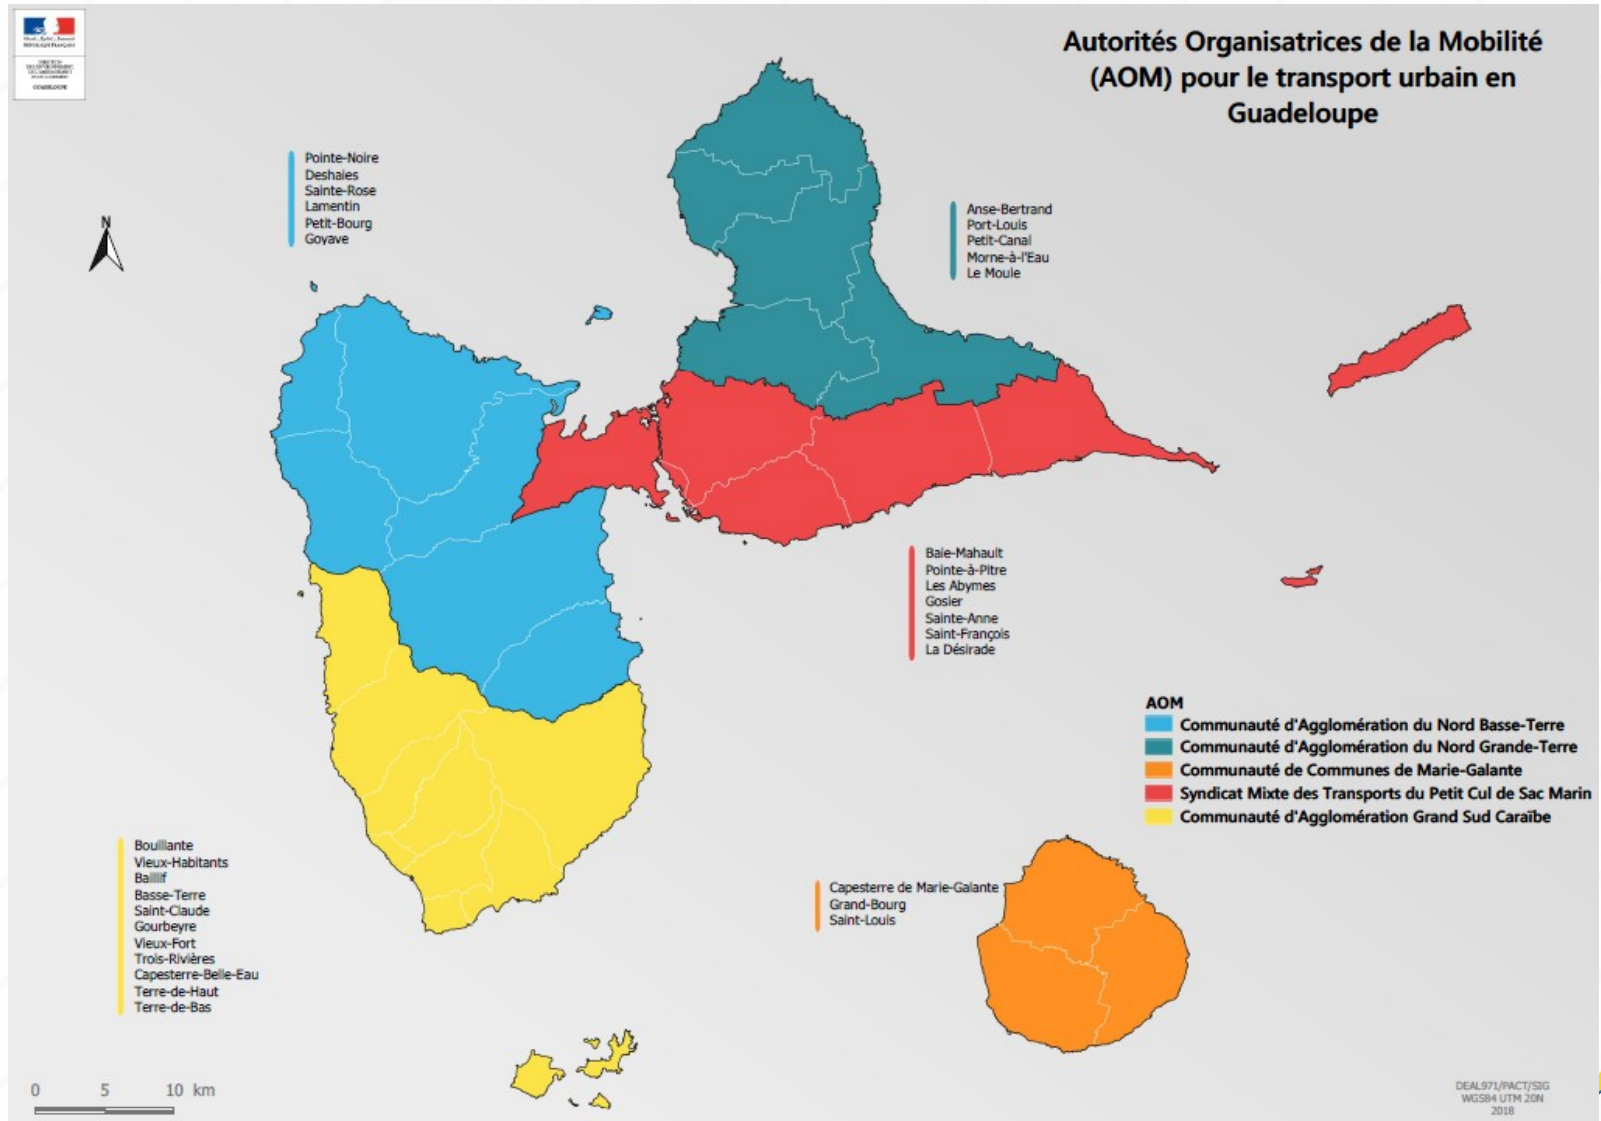 RÉPUBLIQUE FRANÇAISE
GUADELOUPE
Autorités Organisatrices de la Mobilité
(AOM) pour le transport urbain en
Guadeloupe
N
Pointe-Noire
Deshaies
Sainte-Rose
Lamentin
Petit-Bourg
Goyave
Anse-Bertrand
Port-Louis
Petit-Canal
Morne-à-l'Eau
Le Moule
Baie-Mahault
Pointe-à-Pitre
Les Abymes
Gosier
Sainte-Anne
Saint-François
La Désirade
AOM
Communauté d'Agglomération du Nord Basse-Terre
Communauté d'Agglomération du Nord Grande-Terre
Communauté de Communes de Marie-Galante
Syndicat Mixte des Transports du Petit Cul de Sac Marin
Communauté d'Agglomération Grand Sud Caraïbe
Bouillante
Vieux-Habitants
Baillif
Basse-Terre
Saint-Claude
Gourbeyre
Vieux-Fort
Trois-Rivières
Capesterre-Belle-Eau
Terre-de-Haut
Terre-de-Bas
Capesterre de Marie-Galante
Grand-Bourg
Saint-Louis
0 5 10 km
DEAL971/PACT/SIG
WGS84 UTM 20N
2018